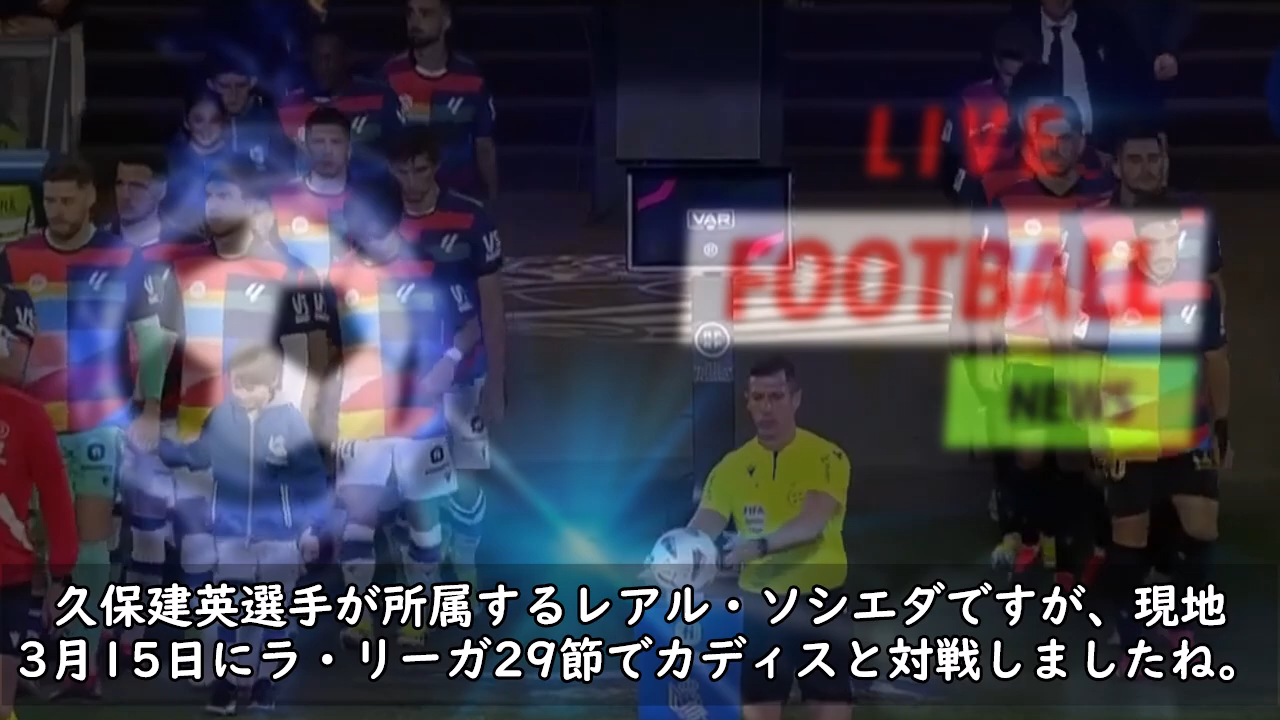 LIVE
VAR
FOOTBALL
NEWS
FIFA
久保建英選手が所属するレアル・ソシエダですが、現地
3月15日にラ・リーガ29節でカディスと対戦しましたね。